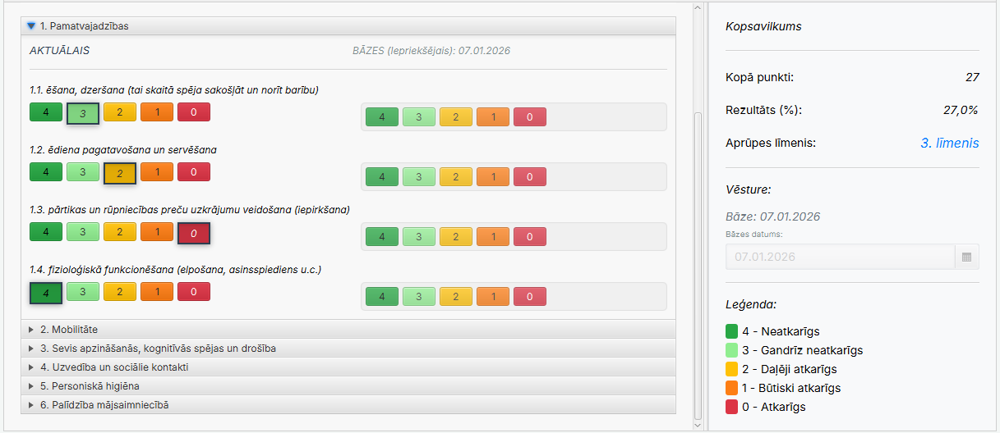 1. Pamatvajadzības
AKTUĀLAIS
BĀZES (Iepriekšējais): 07.01.2026
1.1. ēšana, dzeršana (tai skaitā spēja sakošļāt un norīt barību)
4 3 2 1 0
4 3 2 1 0
1.2. ēdiena pagatavošana un servēšana
4 3 2 1 0
4 3 2 1 0
1.3. pārtikas un rūpniecības preču uzkrājumu veidošana (iepirkšana)
4 3 2 1 0
4 3 2 1 0
1.4. fizioloģiskā funkcionēšana (elpošana, asinsspiediens u.c.)
4 3 2 1 0
4 3 2 1 0
2. Mobilitāte
3. Sevis apzināšanās, kognitīvās spējas un drošība
4. Uzvedība un sociālie kontakti
5. Personiskā higiēna
6. Palīdzība mājsaimniecībā
Kopsavilkums
Kopā punkti: 27
Rezultāts (%): 27,0%
Aprūpes līmenis: 3. līmenis
Vēsture:
Bāze: 07.01.2026
Bāzes datums:
07.01.2026
Leģenda:
4 - Neatkarīgs
3 - Gandrīz neatkarīgs
2 - Daļēji atkarīgs
1 - Būtiski atkarīgs
0 - Atkarīgs